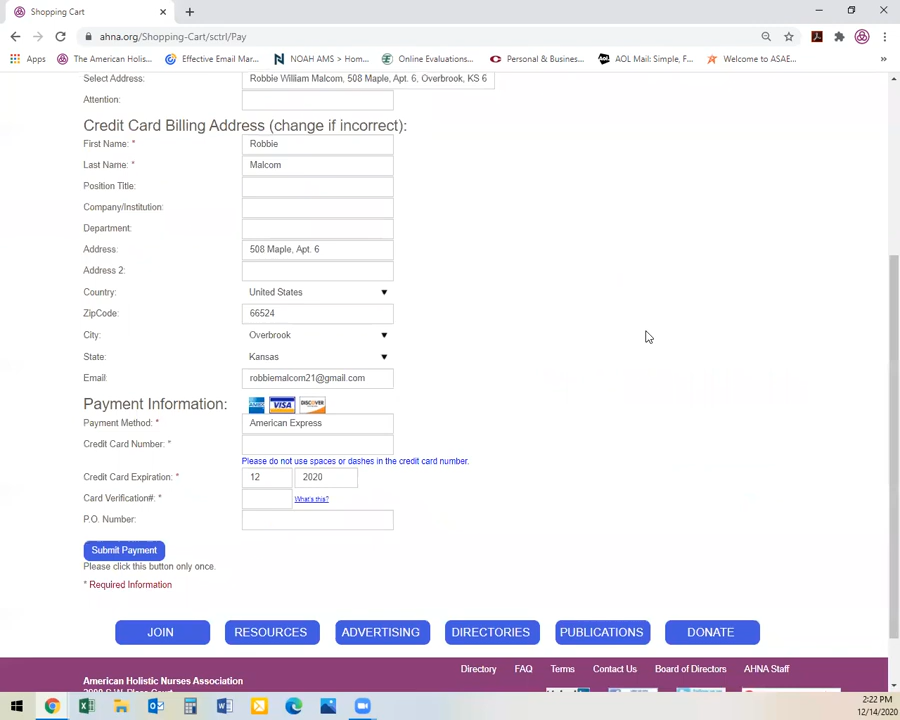 Shopping Cart
ahna.org/Shopping-Cart/sctrl/Pay
Apps The American Holis... Effective Email Mar... NOAH AMS > Hom... Online Evaluations... Personal & Busines... AOL Mail: Simple, F... Welcome to ASAE...
Select Address: Robbie William Malcom, 508 Maple, Apt. 6, Overbrook, KS 6
Attention:
Credit Card Billing Address (change if incorrect):
First Name: * Robbie
Last Name: * Malcom
Position Title:
Company/Institution:
Department:
Address: 508 Maple, Apt. 6
Address 2:
Country: United States
ZipCode: 66524
City: Overbrook
State: Kansas
Email: robbiemalcom21@gmail.com
Payment Information: VISA DISCOVER
Payment Method: * American Express
Credit Card Number: *
Please do not use spaces or dashes in the credit card number.
Credit Card Expiration: * 12 2020
Card Verification#: * What's this?
P.O. Number:
Submit Payment
Please click this button only once.
* Required Information
JOIN RESOURCES ADVERTISING DIRECTORIES PUBLICATIONS DONATE
Directory FAQ Terms Contact Us Board of Directors AHNA Staff
American Holistic Nurses Association
2:22 PM
12/14/2020